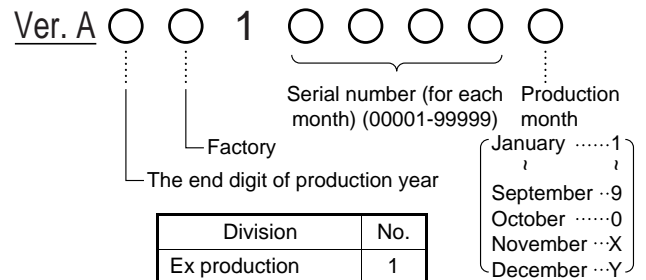 Ver. A ○ ○ 1 ○ ○ ○ ○ ○
Serial number (for each month) (00001-99999)
Production month
January ······1
~ ~
September ··9
October ······0
November ···X
December ···Y
Factory
The end digit of production year
Division No.
Ex production 1